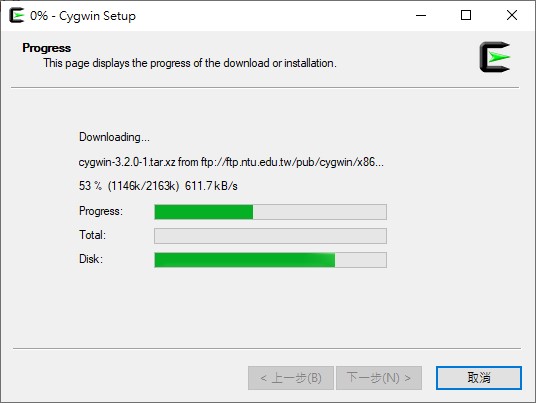 0% - Cygwin Setup
Progress
This page displays the progress of the download or installation.
Downloading...
cygwin-3.2.0-1.tar.xz from ftp://ftp.ntu.edu.tw/pub/cygwin/x86...
53 % (1146k/2163k) 611.7 kB/s
Progress:
Total:
Disk:
< 上一步(B)
下一步(N) >
取消